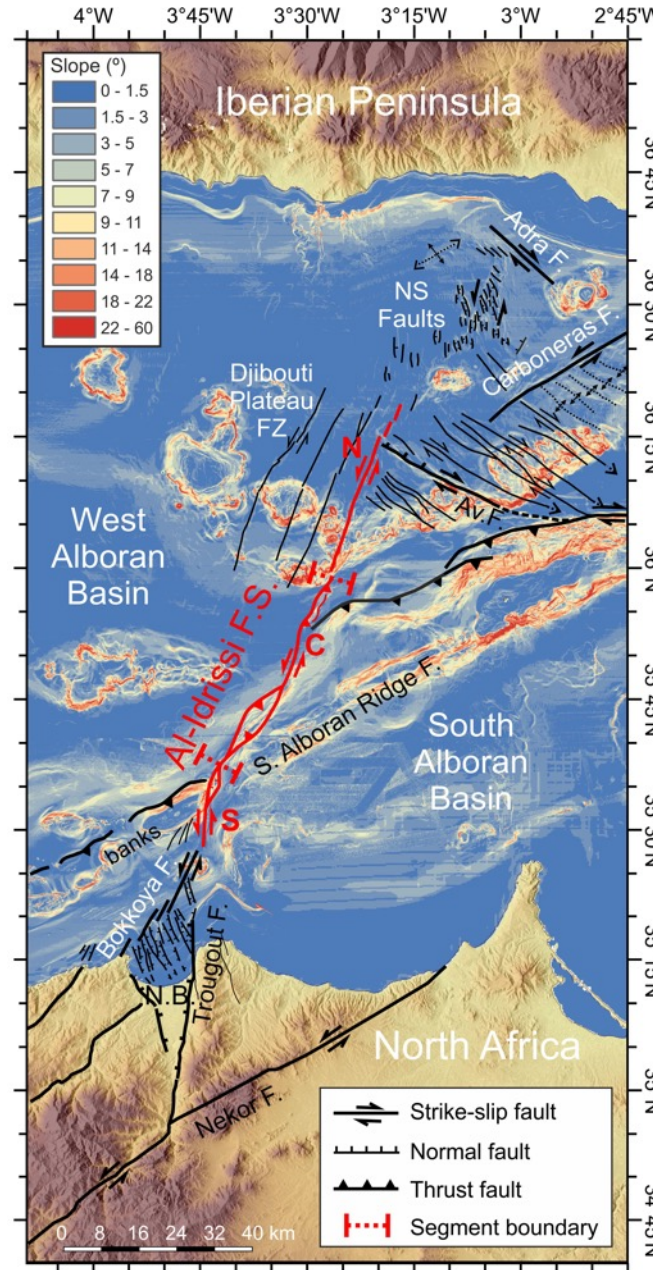 4°W 3°45'W 3°30'W 3°15'W 3°W 2°45'W
Slope (º)
0 - 1.5
1.5 - 3
3 - 5
5 - 7
7 - 9
9 - 11
11 - 14
14 - 18
18 - 22
22 - 60
Iberian Peninsula
36°45'N
Adra F.
NS
Faults
36°30'N
Carboneras F.
Djibouti
Plateau
FZ
36°15'N
N
Av.F.
West
Alboran
Basin
36°N
Al-Idrissi F.S.
C
35°45'N
S. Alboran Ridge F.
South
Alboran
Basin
S
35°30'N
banks
Bokkoya F.
35°15'N
N.B.
Trougout F.
North Africa
35°N
Nekor F.
Strike-slip fault
Normal fault
Thrust fault
Segment boundary
34°45'N
0 8 16 24 32 40 km